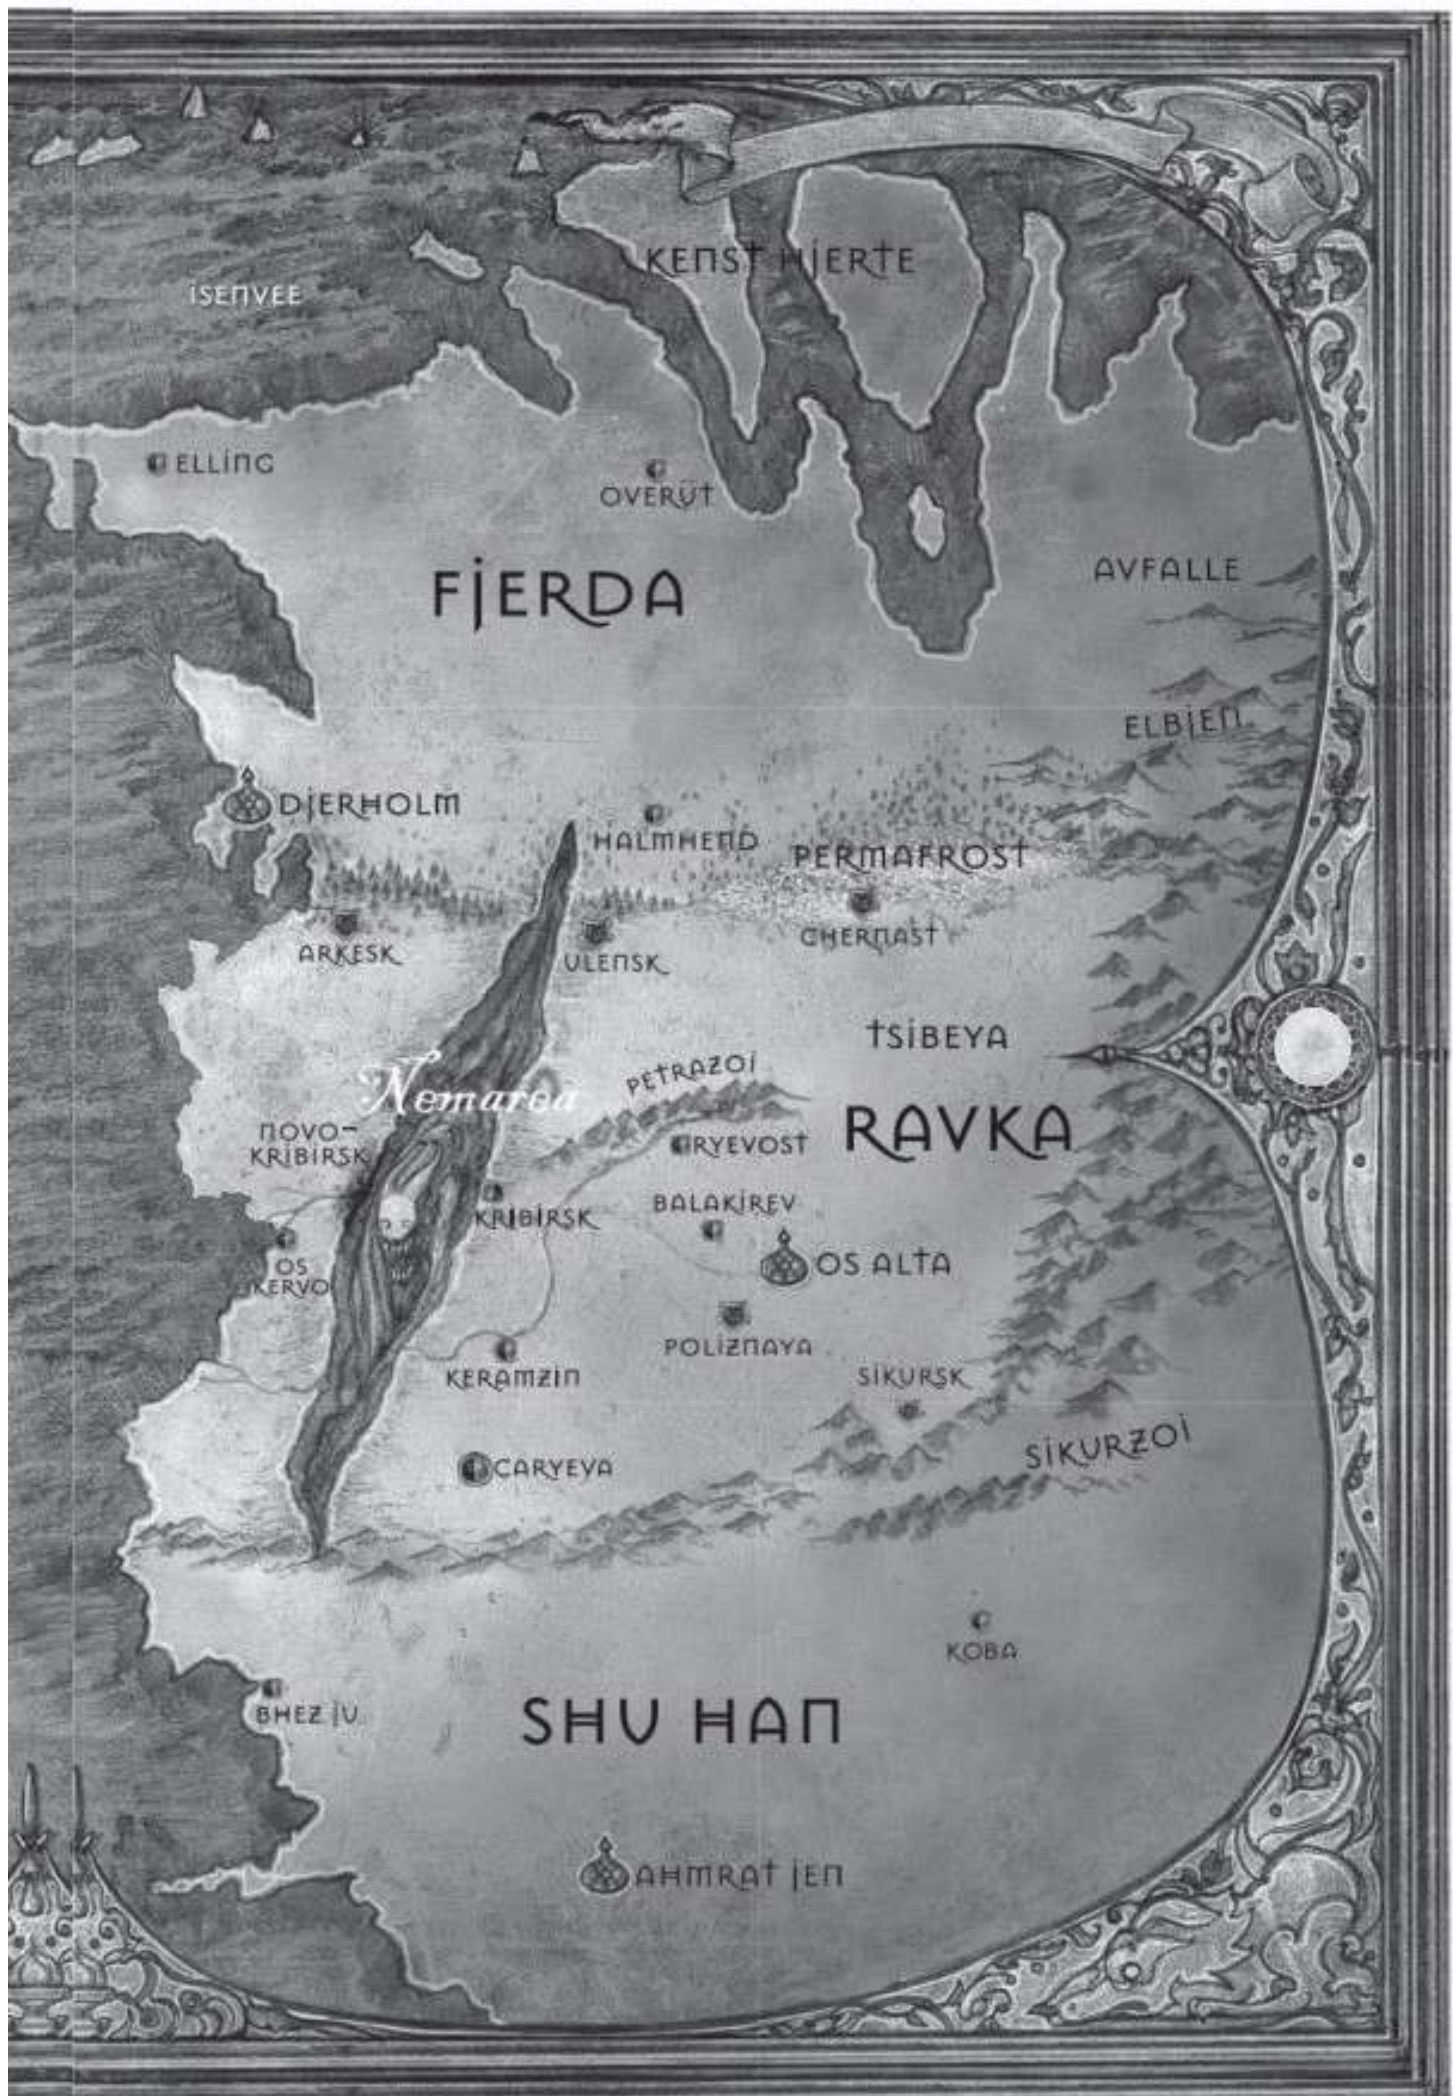 KENST HJERTE
ISENVEE
ELLING
ÖVERÜT
FJERDA
AVFALLE
ELBJEN
DJERHOLM
HALMHEND
PERMAFROST
CHERNAST
ARKESK
ULENSK
TSIBEYA
PETRAZOI
Nemarea
NOVO-
KRIBIRSK
RYEVOST
RAVKA
BALAKIREV
KRIBIRSK
OS ALTA
OS
KERVO
POLIZNAYA
KERAMZIN
SIKURSK
SIKURZOI
CARYEVA
KOBA
BHEZ JU
SHU HAN
AHMRAT JEN